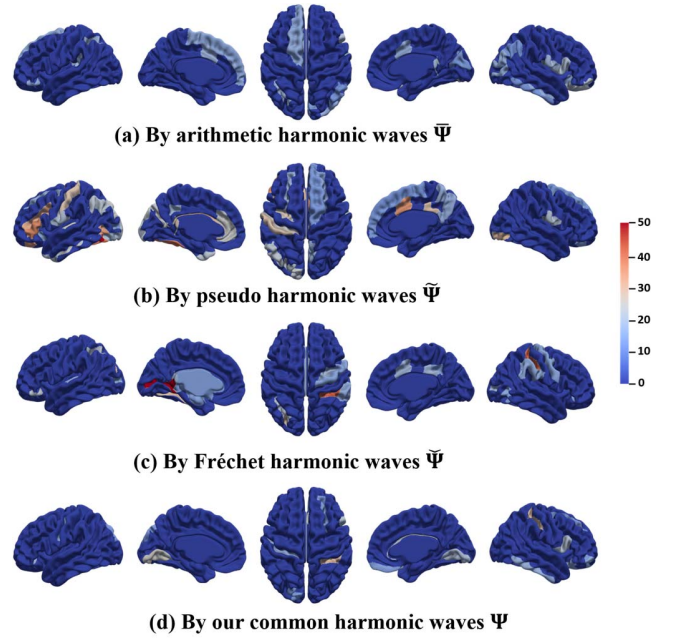 (a) By arithmetic harmonic waves Ψ̅
(b) By pseudo harmonic waves Ψ̃
50
40
30
20
10
0
(c) By Fréchet harmonic waves Ψ̆
(d) By our common harmonic waves Ψ